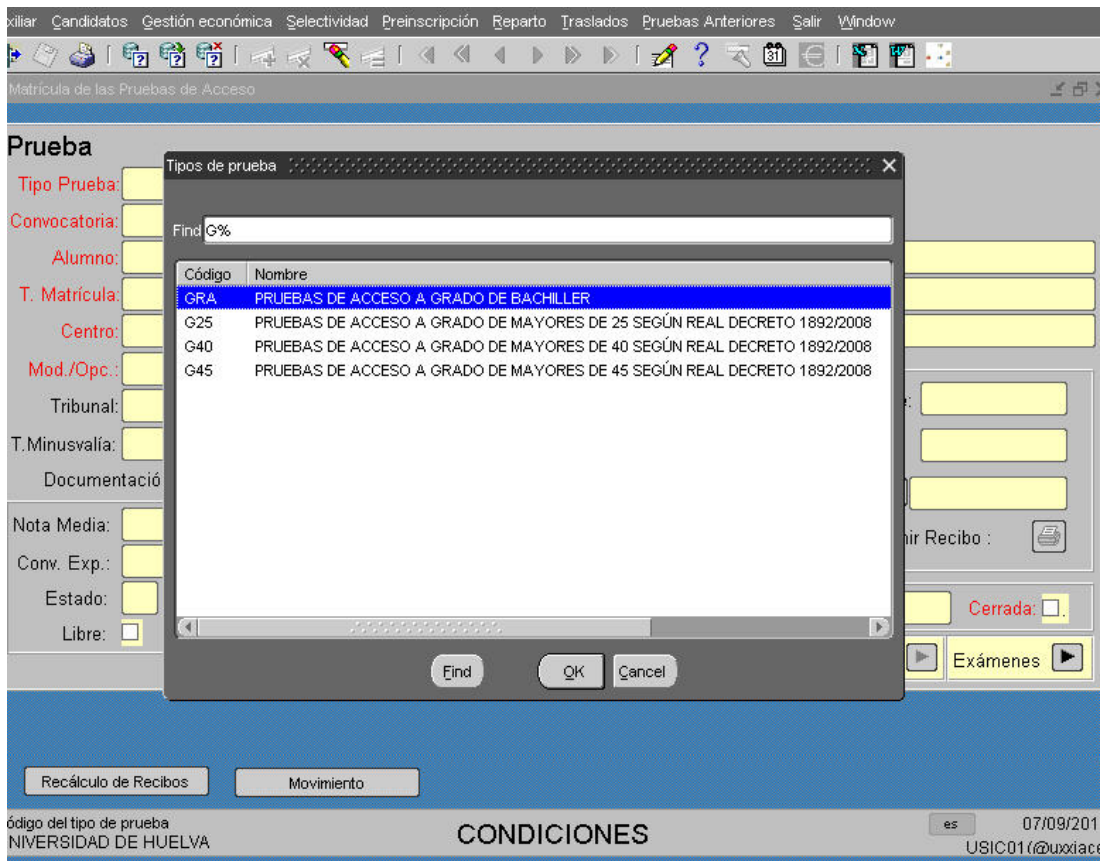 xiliar Candidatos Gestión económica Selectividad Preinscripción Reparto Traslados Pruebas Anteriores Salir Window
Matrícula de las Pruebas de Acceso
Prueba
Tipos de prueba
Tipo Prueba:
Convocatoria:
Find G%
Alumno:
Código Nombre
T. Matrícula:
GRA PRUEBAS DE ACCESO A GRADO DE BACHILLER
G25 PRUEBAS DE ACCESO A GRADO DE MAYORES DE 25 SEGÚN REAL DECRETO 1892/2008
Centro:
G40 PRUEBAS DE ACCESO A GRADO DE MAYORES DE 40 SEGÚN REAL DECRETO 1892/2008
Mod./Opc.:
G45 PRUEBAS DE ACCESO A GRADO DE MAYORES DE 45 SEGÚN REAL DECRETO 1892/2008
Tribunal:
T.Minusvalía:
Documentació
Nota Media:
nir Recibo :
Conv. Exp.:
Estado:
Cerrada:
Libre:
Find OK Cancel
Exámenes
Recálculo de Recibos Movimiento
ódigo del tipo de prueba
NIVERSIDAD DE HUELVA
CONDICIONES
es 07/09/201
USIC01(@uxxiace